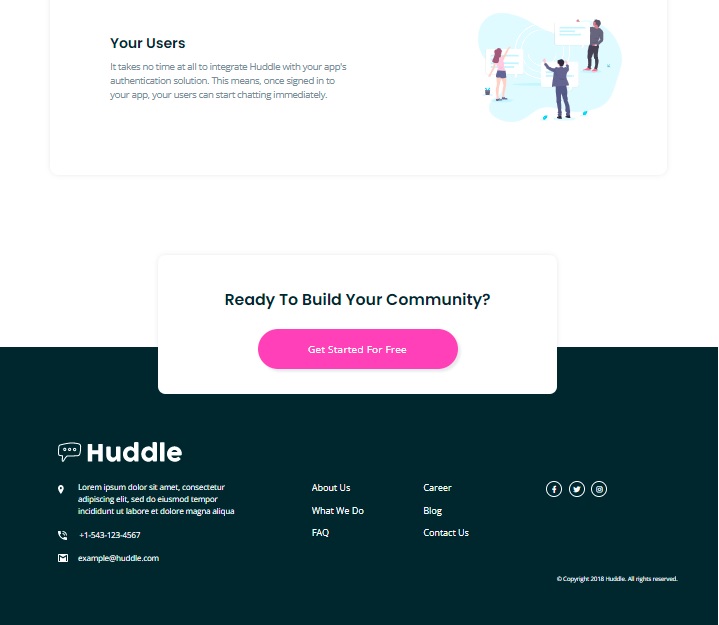 Your Users
It takes no time at all to integrate Huddle with your app's
authentication solution. This means, once signed in to
your app, your users can start chatting immediately.
Ready To Build Your Community?
Get Started For Free
Huddle
Lorem ipsum dolor sit amet, consectetur
adipiscing elit, sed do eiusmod tempor
incididunt ut labore et dolore magna aliqua
+1-543-123-4567
example@huddle.com
About Us
What We Do
FAQ
Career
Blog
Contact Us
© Copyright 2018 Huddle. All rights reserved.